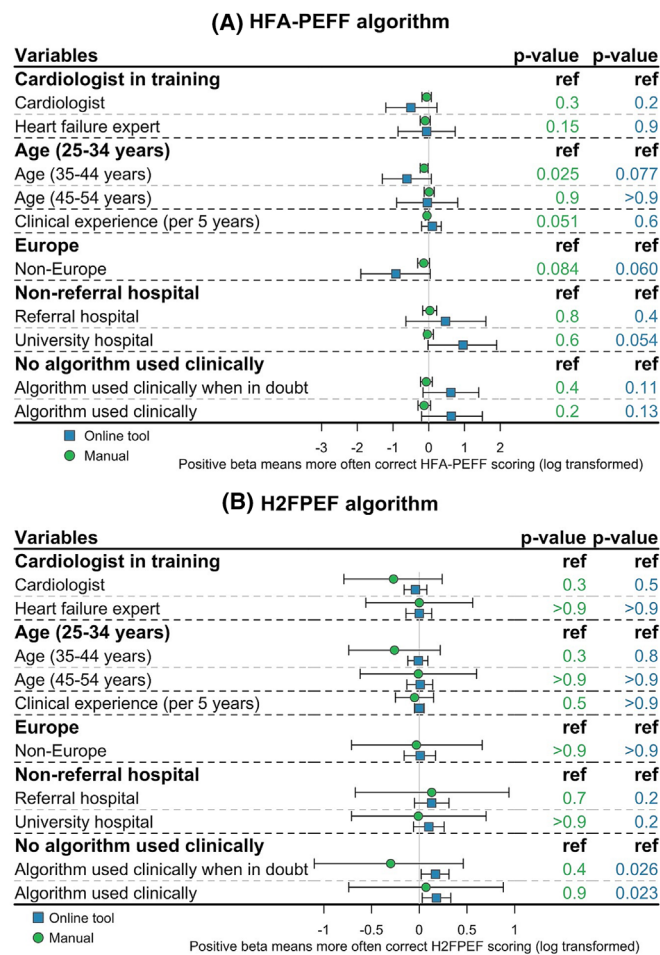 (A) HFA-PEFF algorithm
Variables p-value p-value
Cardiologist in training ref ref
Cardiologist 0.3 0.2
Heart failure expert 0.15 0.9
Age (25-34 years) ref ref
Age (35-44 years) 0.025 0.077
Age (45-54 years) 0.9 >0.9
Clinical experience (per 5 years) 0.051 0.6
Europe ref ref
Non-Europe 0.084 0.060
Non-referral hospital ref ref
Referral hospital 0.8 0.4
University hospital 0.6 0.054
No algorithm used clinically ref ref
Algorithm used clinically when in doubt 0.4 0.11
Algorithm used clinically 0.2 0.13
Online tool -3 -2 -1 0 1 2
Manual
Positive beta means more often correct HFA-PEFF scoring (log transformed)
(B) H2FPEF algorithm
Variables p-value p-value
Cardiologist in training ref ref
Cardiologist 0.3 0.5
Heart failure expert >0.9 >0.9
Age (25-34 years) ref ref
Age (35-44 years) 0.3 0.8
Age (45-54 years) >0.9 >0.9
Clinical experience (per 5 years) 0.5 >0.9
Europe ref ref
Non-Europe >0.9 >0.9
Non-referral hospital ref ref
Referral hospital 0.7 0.2
University hospital >0.9 0.2
No algorithm used clinically ref ref
Algorithm used clinically when in doubt 0.4 0.026
Algorithm used clinically 0.9 0.023
Online tool -1 -0.5 0 0.5 1
Manual
Positive beta means more often correct H2FPEF scoring (log transformed)